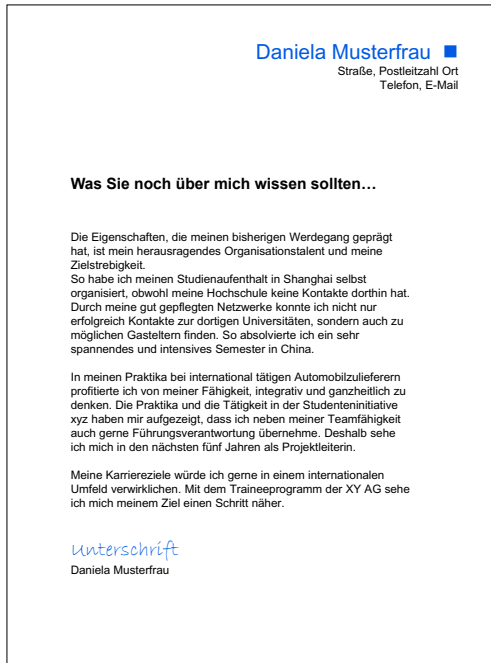 Daniela Musterfrau
Straße, Postleitzahl Ort
Telefon, E-Mail
Was Sie noch über mich wissen sollten…
Die Eigenschaften, die meinen bisherigen Werdegang geprägt
hat, ist mein herausragendes Organisationstalent und meine
Zielstrebigkeit.
So habe ich meinen Studienaufenthalt in Shanghai selbst
organisiert, obwohl meine Hochschule keine Kontakte dorthin hat.
Durch meine gut gepflegten Netzwerke konnte ich nicht nur
erfolgreich Kontakte zur dortigen Universitäten, sondern auch zu
möglichen Gasteltern finden. So absolvierte ich ein sehr
spannendes und intensives Semester in China.
In meinen Praktika bei international tätigen Automobilzulieferern
profitierte ich von meiner Fähigkeit, integrativ und ganzheitlich zu
denken. Die Praktika und die Tätigkeit in der Studenteninitiative
xyz haben mir aufgezeigt, dass ich neben meiner Teamfähigkeit
auch gerne Führungsverantwortung übernehme. Deshalb sehe
ich mich in den nächsten fünf Jahren als Projektleiterin.
Meine Karriereziele würde ich gerne in einem internationalen
Umfeld verwirklichen. Mit dem Traineeprogramm der XY AG sehe
ich mich meinem Ziel einen Schritt näher.
Unterschrift
Daniela Musterfrau